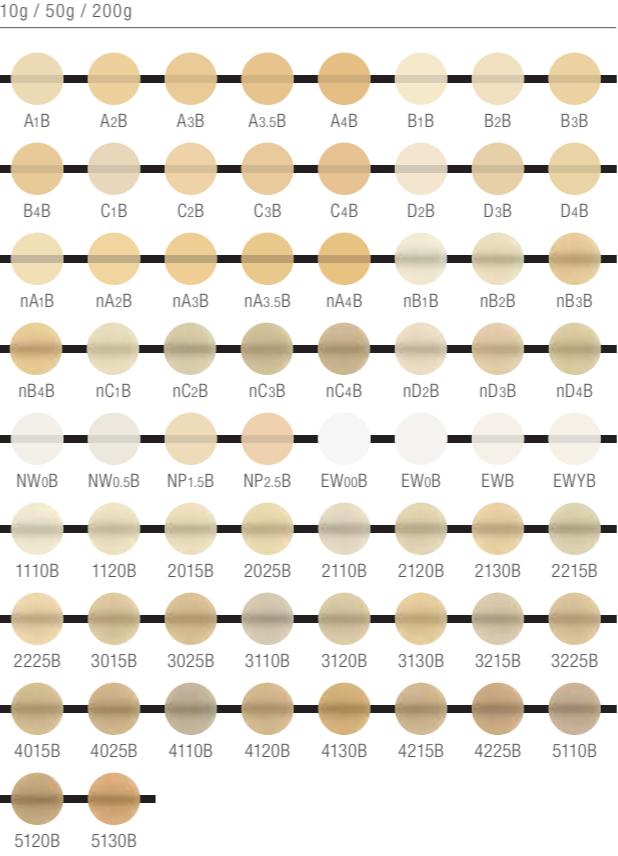 10g / 50g / 200g
A1B A2B A3B A3.5B A4B B1B B2B B3B
B4B C1B C2B C3B C4B D2B D3B D4B
nA1B nA2B nA3B nA3.5B nA4B nB1B nB2B nB3B
nB4B nC1B nC2B nC3B nC4B nD2B nD3B nD4B
NW0B NW0.5B NP1.5B NP2.5B EW00B EW0B EWB EWYB
1110B 1120B 2015B 2025B 2110B 2120B 2130B 2215B
2225B 3015B 3025B 3110B 3120B 3130B 3215B 3225B
4015B 4025B 4110B 4120B 4130B 4215B 4225B 5110B
5120B 5130B